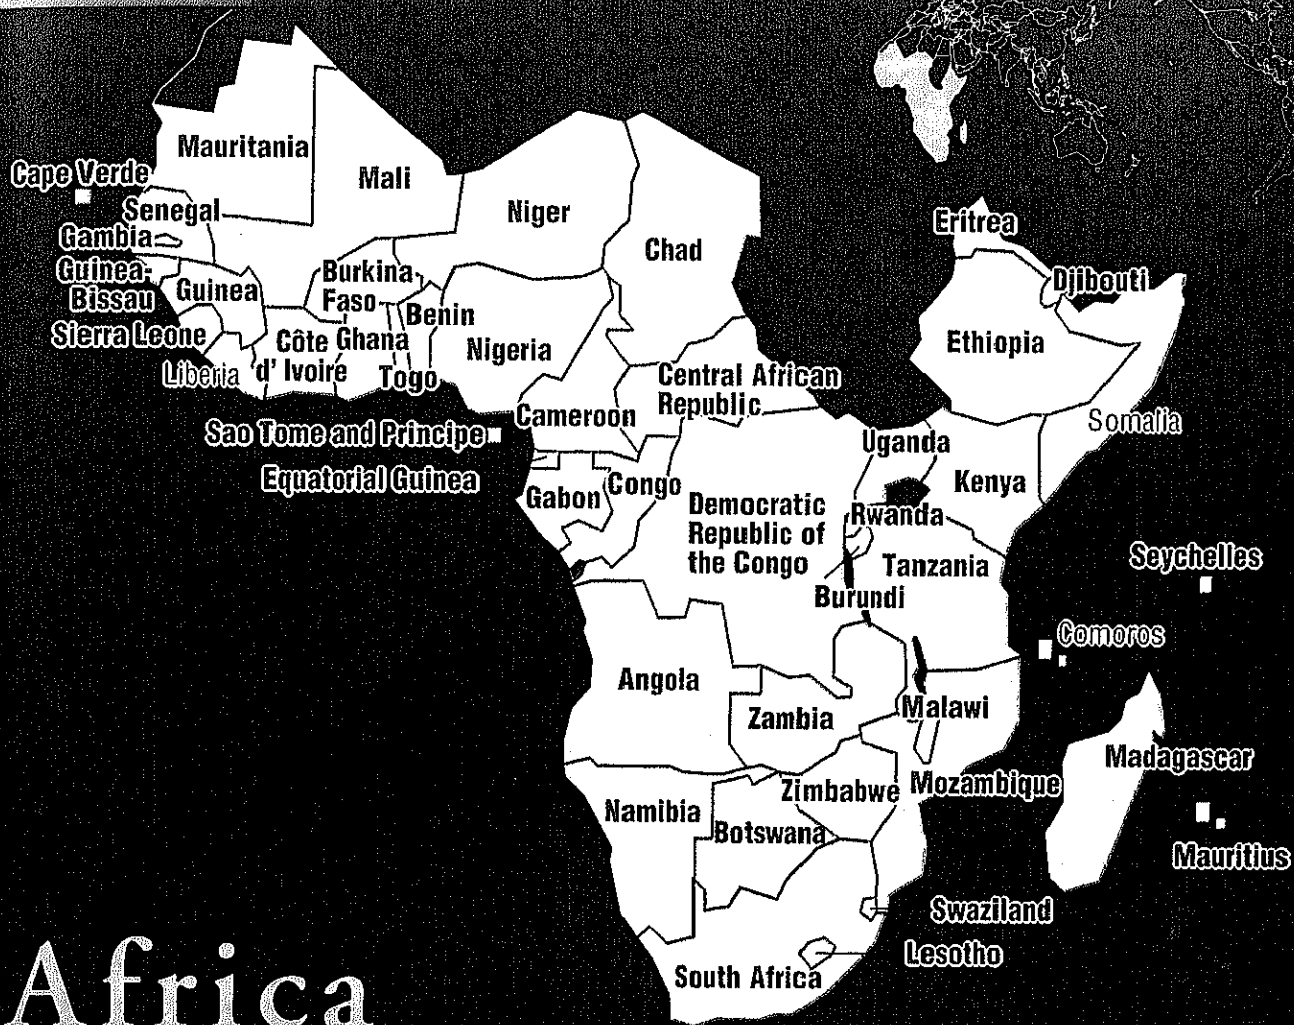 Mauritania
Cape Verde
Mali
Senegal
Niger
Eritrea
Gambia
Chad
Guinea-
Bissau
Burkina
Faso
Djibouti
Guinea
Benin
Sierra Leone
Côte
d' Ivoire
Ghana
Nigeria
Ethiopia
Liberia
Togo
Central African
Republic
Cameroon
Somalia
Sao Tome and Principe
Uganda
Equatorial Guinea
Gabon
Congo
Kenya
Democratic
Republic of
the Congo
Rwanda
Seychelles
Tanzania
Burundi
Comoros
Angola
Malawi
Zambia
Madagascar
Mozambique
Zimbabwe
Namibia
Botswana
Mauritius
Swaziland
Lesotho
South Africa
Africa